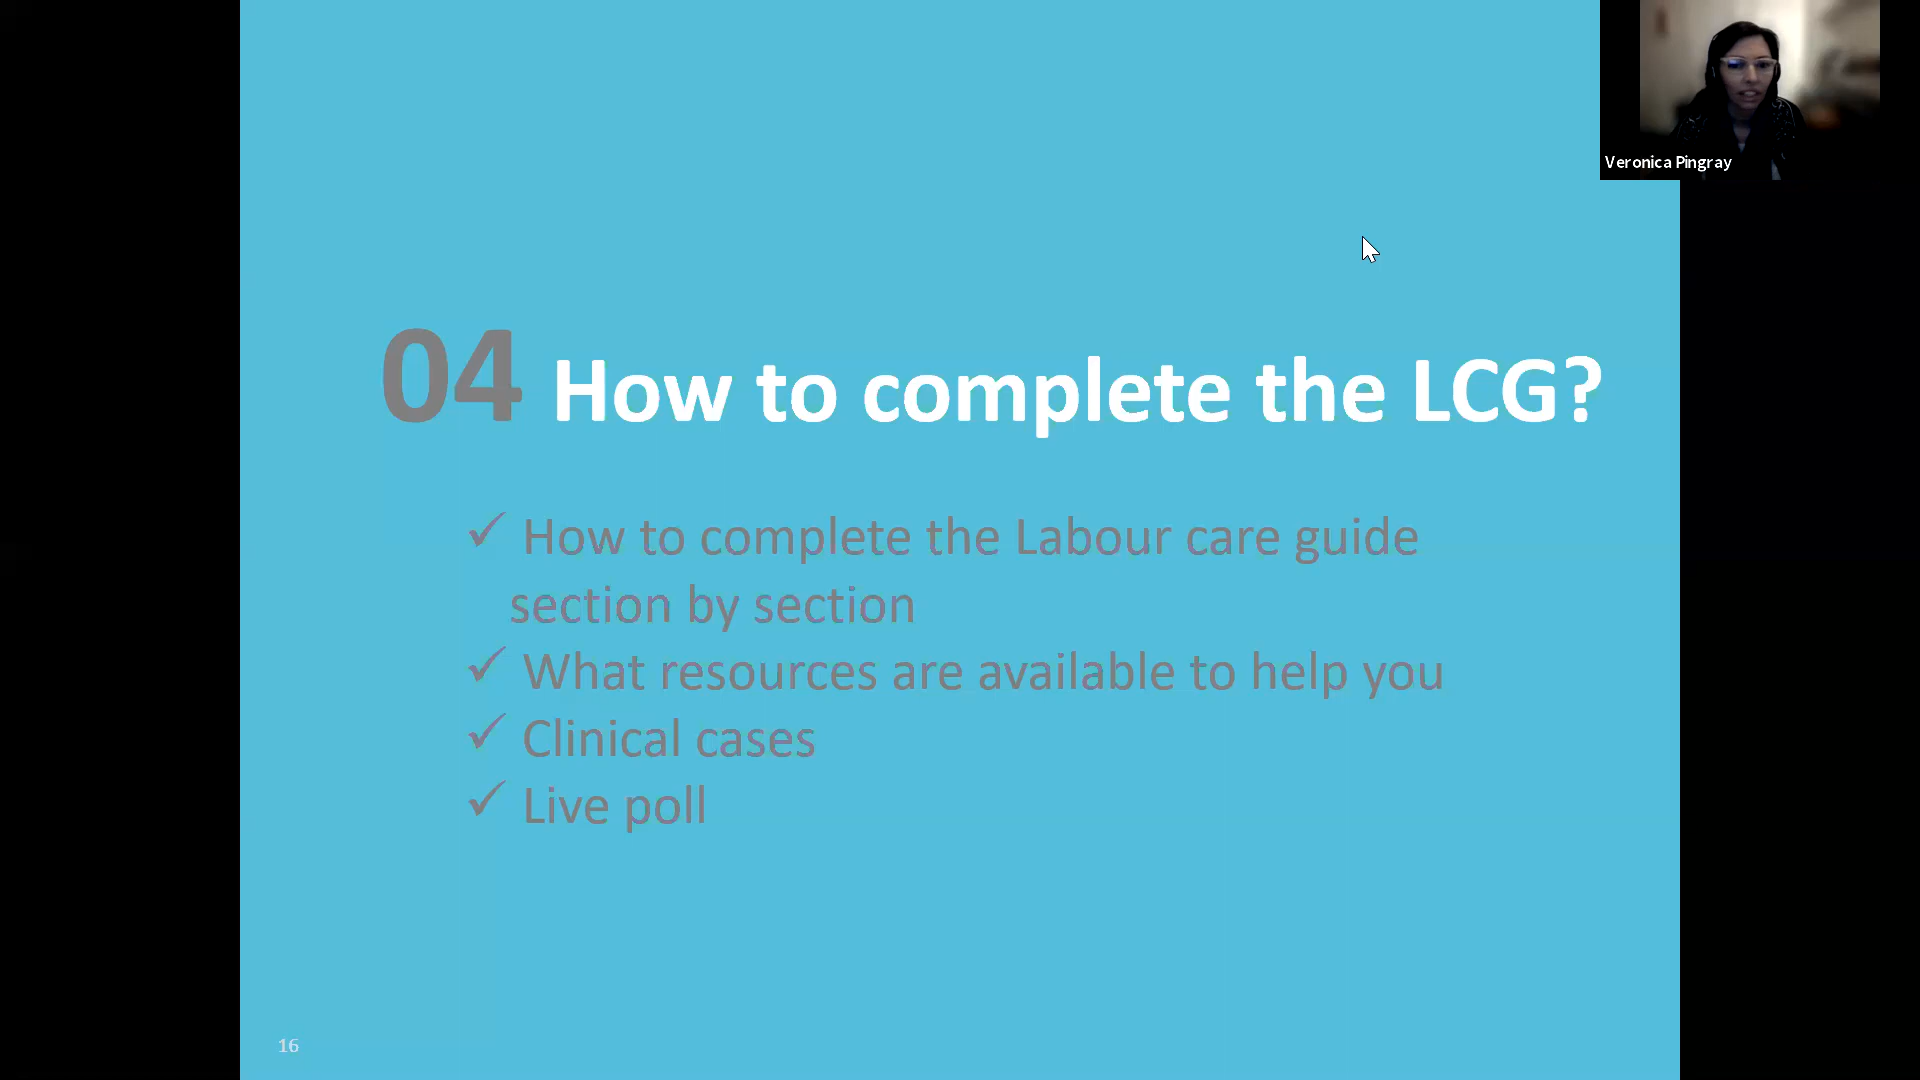 Veronica Pingray
04 How to complete the LCG?
✓ How to complete the Labour care guide
section by section
✓ What resources are available to help you
✓ Clinical cases
✓ Live poll
16